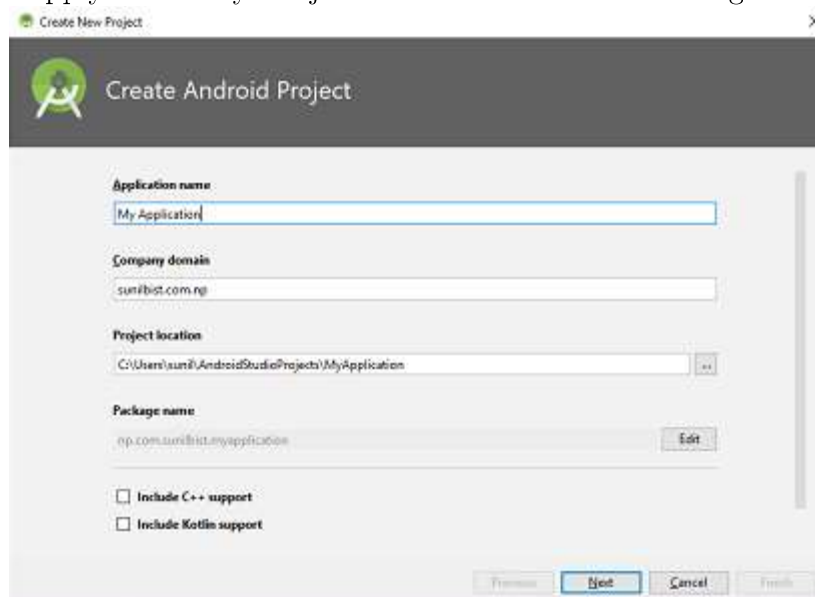 Create New Project
Create Android Project
Application name
My Application
Company domain
sunilbist.com.np
Project location
C:\Users\sunil\AndroidStudioProjects\MyApplication
...
Package name
np.com.sunilbist.myapplication
Edit
Include C++ support
Include Kotlin support
Previous Next Cancel Finish